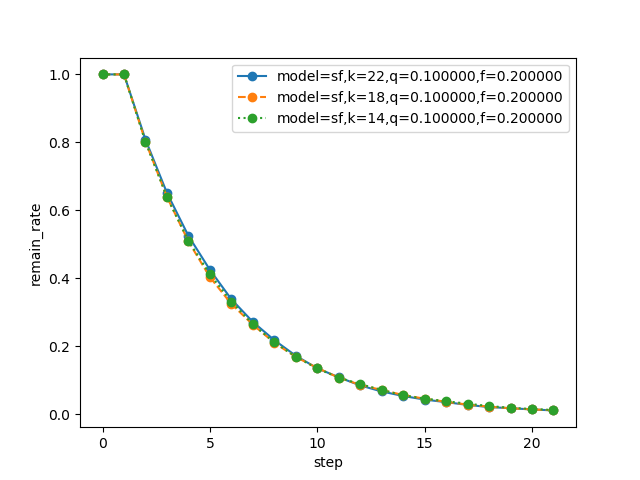 model=sf,k=22,q=0.100000,f=0.200000
model=sf,k=18,q=0.100000,f=0.200000
model=sf,k=14,q=0.100000,f=0.200000
1.0
0.8
0.6
0.4
0.2
0.0
remain_rate
0 5 10 15 20
step